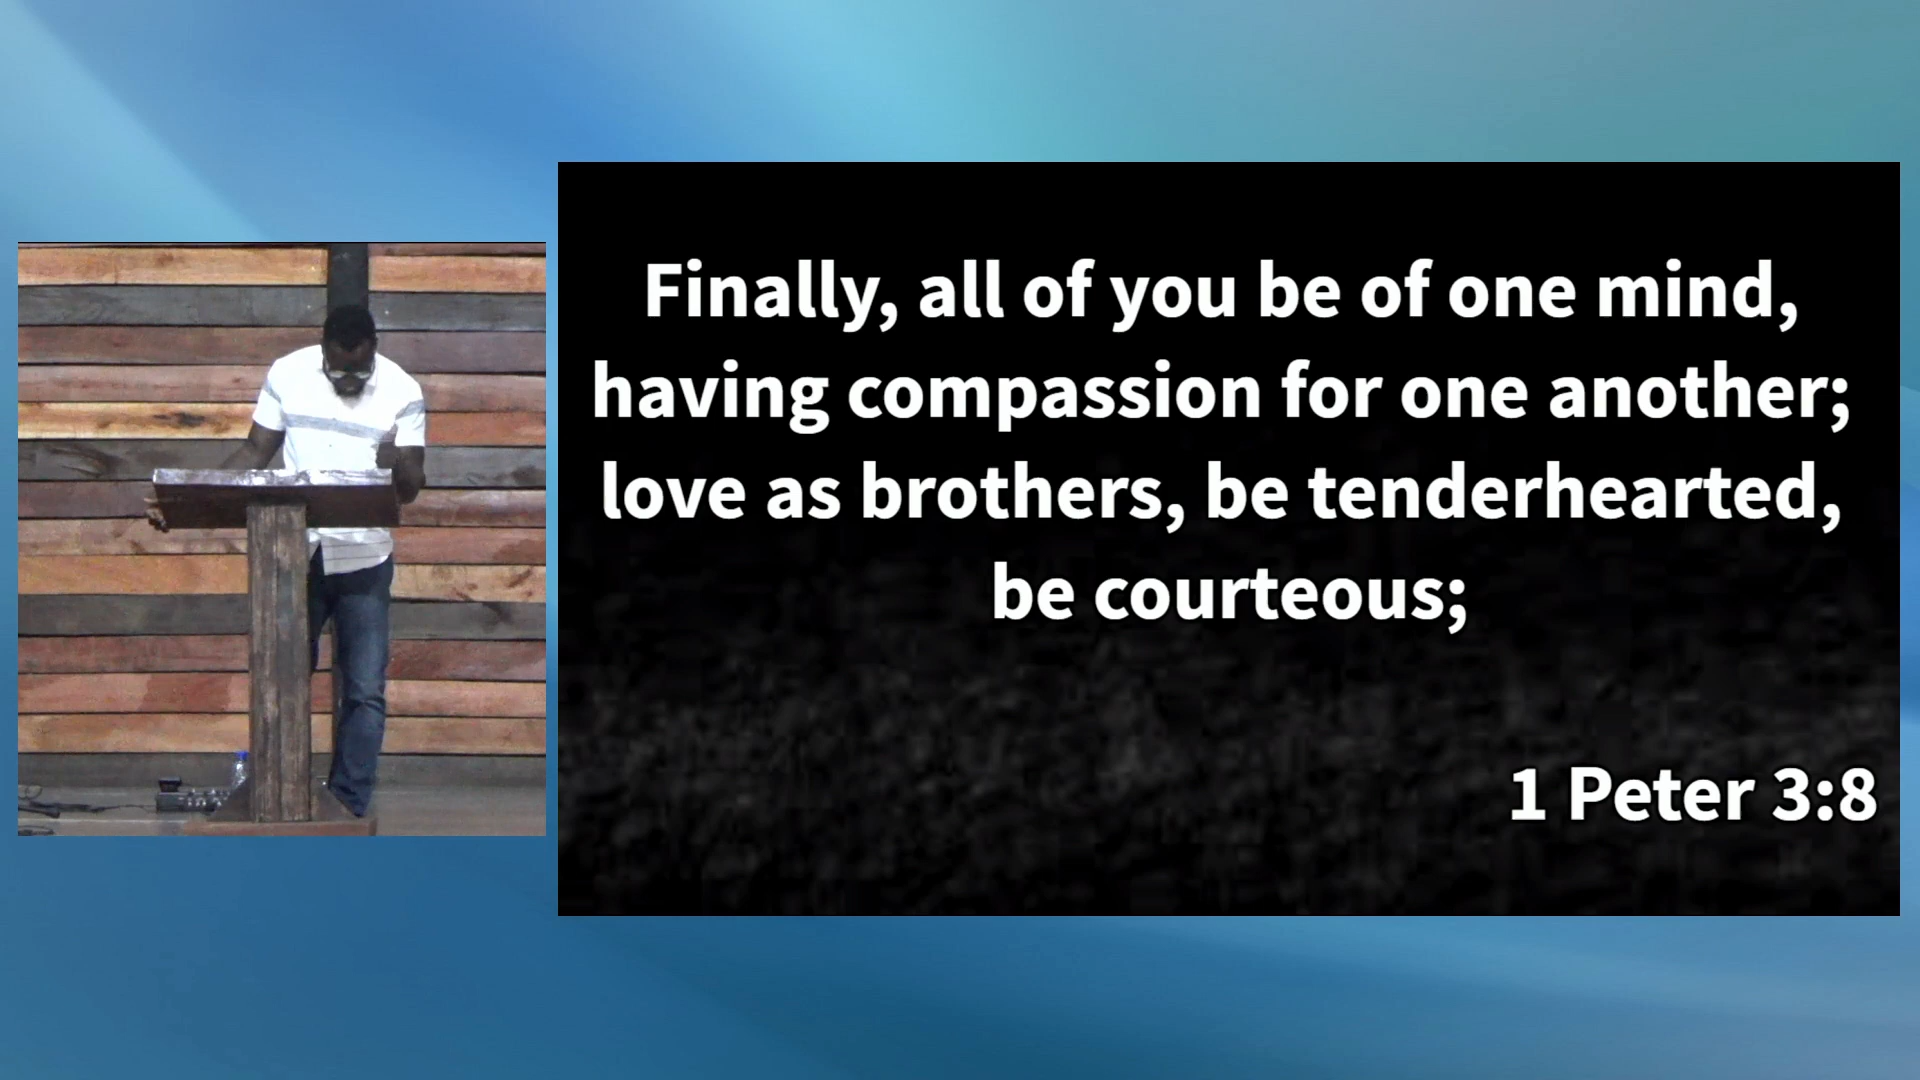 Finally, all of you be of one mind,
having compassion for one another;
love as brothers, be tenderhearted,
be courteous;
1 Peter 3:8